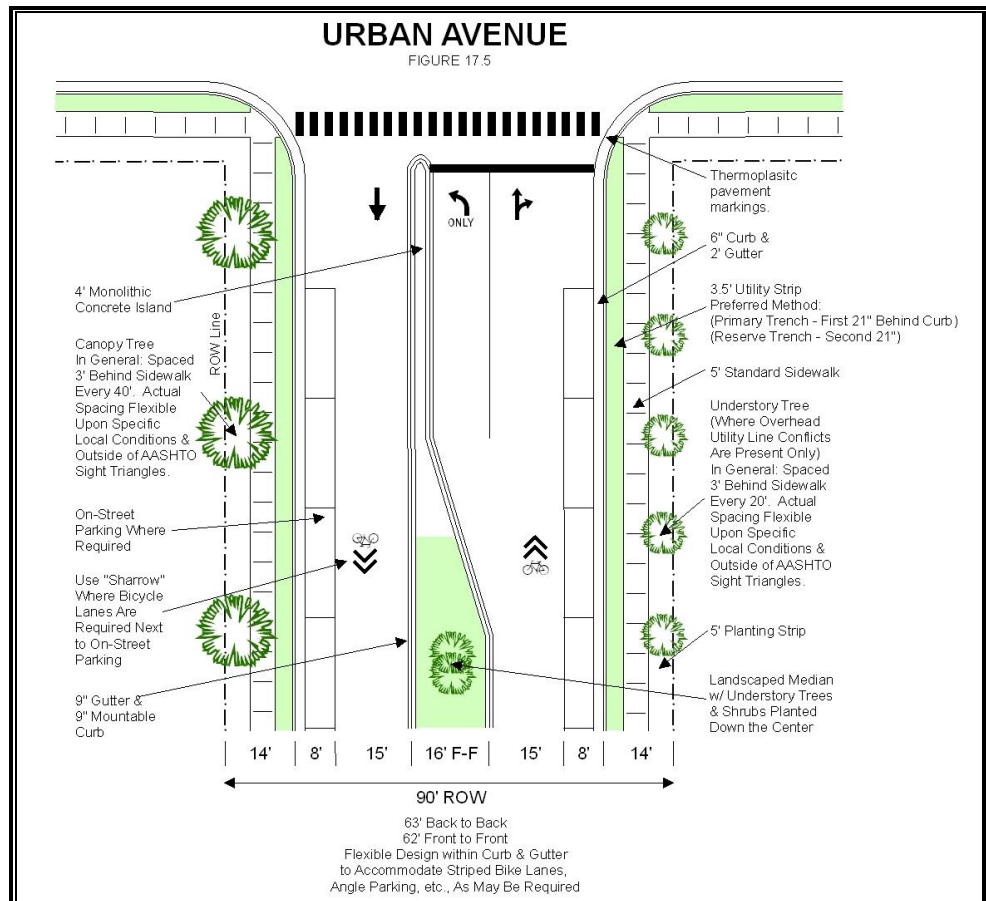 URBAN AVENUE
FIGURE 17.5
ONLY
Thermoplasitc
pavement
markings.
6" Curb &
2' Gutter
3.5' Utility Strip
Preferred Method:
(Primary Trench - First 21" Behind Curb)
(Reserve Trench - Second 21")
5' Standard Sidewalk
Understory Tree
(Where Overhead
Utility Line Conflicts
Are Present Only)
In General: Spaced
3' Behind Sidewalk
Every 20'. Actual
Spacing Flexible
Upon Specific
Local Conditions &
Outside of AASHTO
Sight Triangles.
5' Planting Strip
Landscaped Median
w/ Understory Trees
& Shrubs Planted
Down the Center
4' Monolithic
Concrete Island
ROW Line
Canopy Tree
In General: Spaced
3' Behind Sidewalk
Every 40'. Actual
Spacing Flexible
Upon Specific
Local Conditions &
Outside of AASHTO
Sight Triangles.
On-Street
Parking Where
Required
Use "Sharrow"
Where Bicycle
Lanes Are
Required Next
to On-Street
Parking
9" Gutter &
9" Mountable
Curb
14' 8' 15' 16' F-F 15' 8' 14'
90' ROW
63' Back to Back
62' Front to Front
Flexible Design within Curb & Gutter
to Accommodate Striped Bike Lanes,
Angle Parking, etc., As May Be Required